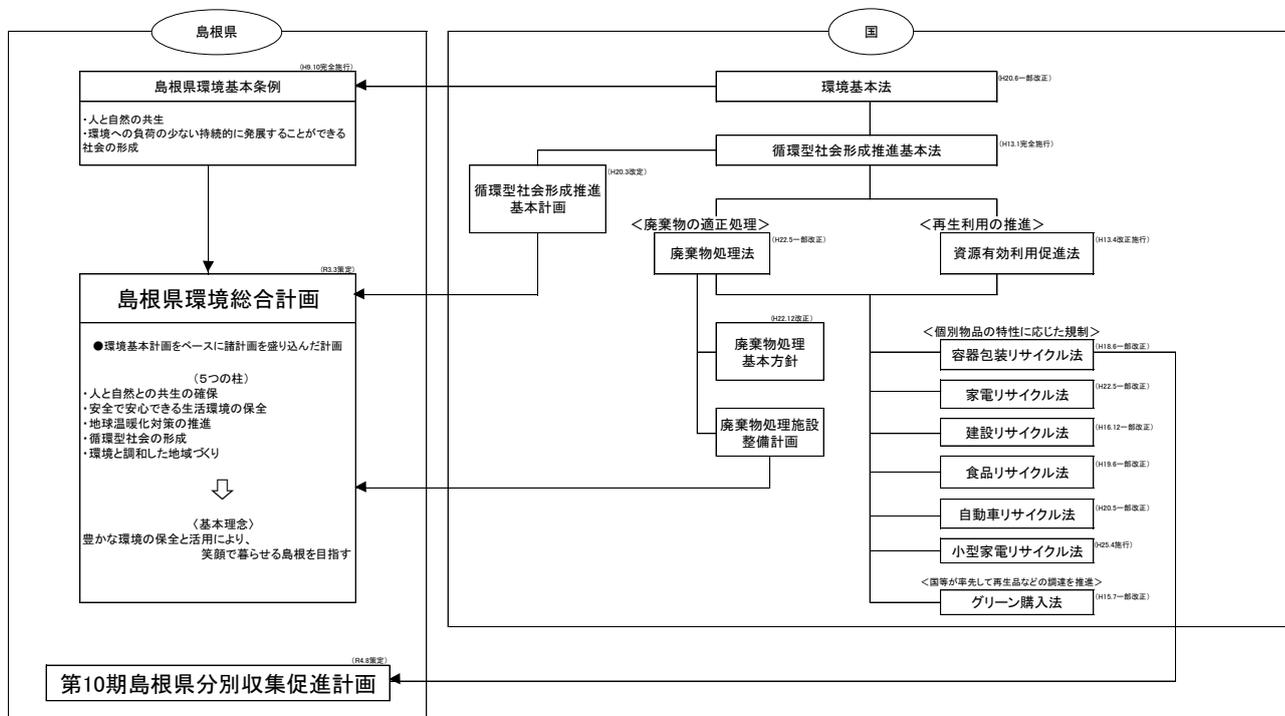 島根県
(H9.10完全施行)
島根県環境基本条例
・人と自然の共生
・環境への負荷の少ない持続的に発展することができる
社会の形成
(R3.3策定)
島根県環境総合計画
●環境基本計画をベースに諸計画を盛り込んだ計画
(5つの柱)
・人と自然との共生の確保
・安全で安心できる生活環境の保全
・地球温暖化対策の推進
・循環型社会の形成
・環境と調和した地域づくり
〈基本理念〉
豊かな環境の保全と活用により、
笑顔で暮らせる島根を目指す
(R4.8策定)
第10期島根県分別収集促進計画
国
環境基本法
(H20.6一部改正)
循環型社会形成推進基本法
(H13.1完全施行)
(H20.3改定)
循環型社会形成推進
基本計画
＜廃棄物の適正処理＞
廃棄物処理法
(H22.5一部改正)
＜再生利用の推進＞
資源有効利用促進法
(H13.4改正施行)
(H22.12改正)
廃棄物処理
基本方針
廃棄物処理施設
整備計画
＜個別物品の特性に応じた規制＞
容器包装リサイクル法
(H18.6一部改正)
家電リサイクル法
(H22.5一部改正)
建設リサイクル法
(H16.12一部改正)
食品リサイクル法
(H19.6一部改正)
自動車リサイクル法
(H20.5一部改正)
小型家電リサイクル法
(H25.4施行)
＜国等が率先して再生品などの調達を推進＞
グリーン購入法
(H15.7一部改正)